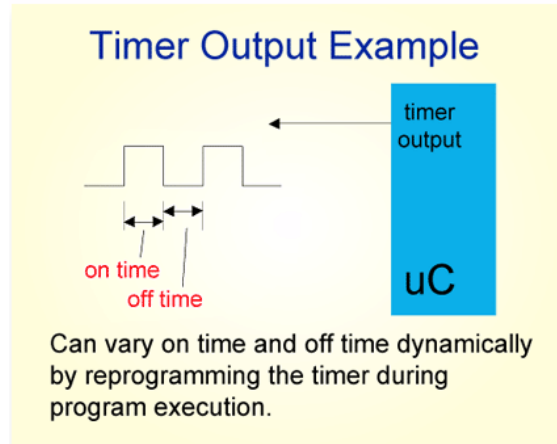 Timer Output Example
timer
output
on time
off time
uC
Can vary on time and off time dynamically
by reprogramming the timer during
program execution.